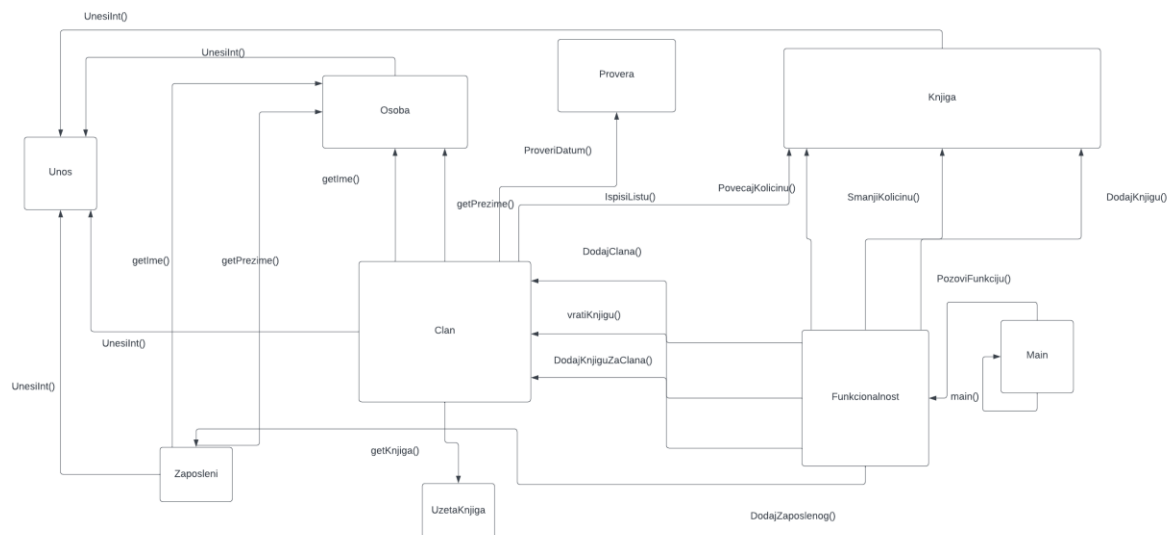 UnesiInt()
UnesiInt()
Provera
Knjiga
Osoba
ProveriDatum()
Unos
getIme()
PovecajKolicinu()
getPrezime()
IspisiListu()
SmanjiKolicinu()
DodajKnjigu()
DodajClana()
getIme()
getPrezime()
PozoviFunkciju()
vratiKnjigu()
Clan
UnesiInt()
Main
DodajKnjiguZaClana()
UnesiInt()
Funkcionalnost
main()
getKnjiga()
Zaposleni
UzetaKnjiga
DodajZaposlenog()